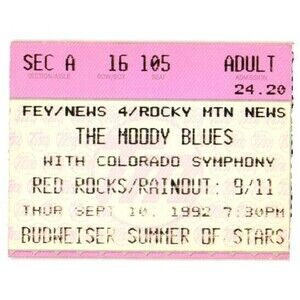 SEC A 16 105 ADULT
SECTION-AISLE ROW/BOX SEAT ADMISSION
24.20
FEY/NEWS 4/ROCKY MTN NEWS
THE MOODY BLUES
WITH COLORADO SYMPHONY
RED ROCKS/RAINOUT: 9/11
THUR SEPT 10, 1992 7:30PM
BUDWEISER SUMMER OF STARS